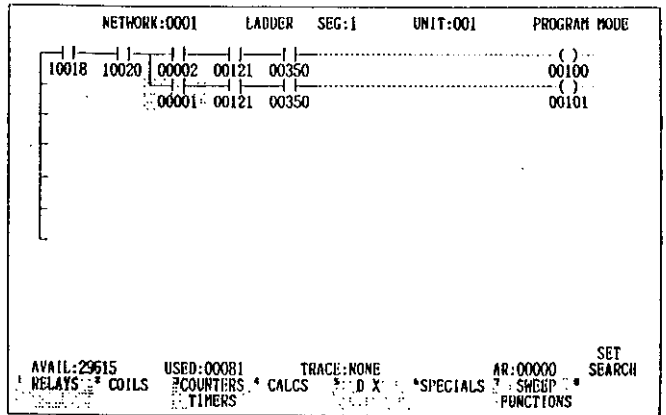 NETWORK:0001 LADDER SEG:1 UNIT:001 PROGRAM MODE
10018 10020 00002 00121 00350 ( ) 00100
00001 00121 00350 ( ) 00101
SET
AVAIL:29615 USED:00081 TRACE:NONE AR:00000 SEARCH
RELAYS COILS COUNTERS CALCS D X SPECIALS SWEEP
TIMERS FUNCTIONS